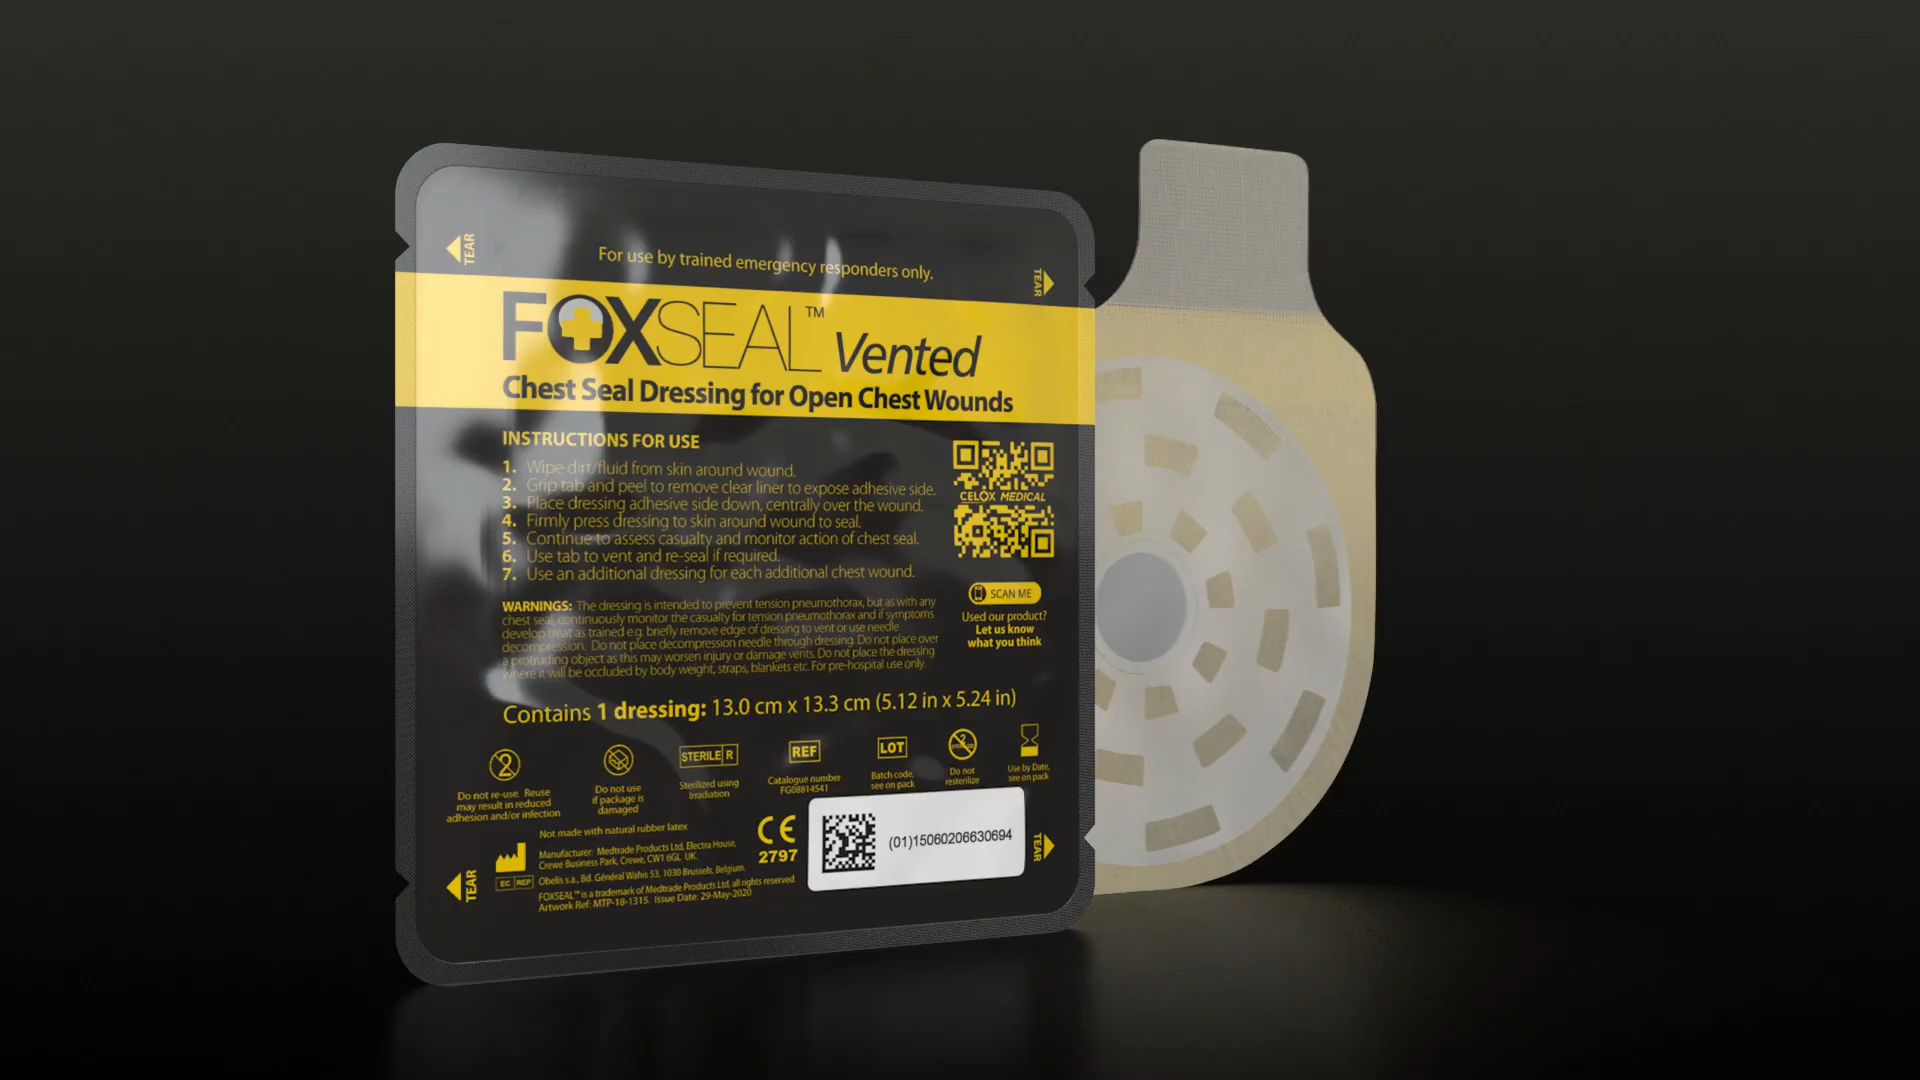 TEAR
For use by trained emergency responders only.
TEAR
FOXSEAL™ Vented
Chest Seal Dressing for Open Chest Wounds
INSTRUCTIONS FOR USE
1. Wipe dirt/fluid from skin around wound.
2. Grip tab and peel to remove clear liner to expose adhesive side.
3. Place dressing adhesive side down, centrally over the wound.
4. Firmly press dressing to skin around wound to seal.
5. Continue to assess casualty and monitor action of chest seal.
6. Use tab to vent and re-seal if required.
7. Use an additional dressing for each additional chest wound.
CELOX MEDICAL
SCAN ME
Used our product?
Let us know
what you think
WARNINGS: The dressing is intended to prevent tension pneumothorax, but as with any
chest seal, continuously monitor the casualty for tension pneumothorax and if symptoms
develop treat as trained e.g. briefly remove edge of dressing to vent or use needle
decompression. Do not place decompression needle through dressing. Do not place over
a protruding object as this may worsen injury or damage vents. Do not place the dressing
where it will be occluded by body weight, straps, blankets etc. For pre-hospital use only.
Contains 1 dressing: 13.0 cm x 13.3 cm (5.12 in x 5.24 in)
2
Do not re-use. Reuse
may result in reduced
adhesion and/or infection
Do not use
if package is
damaged
STERILE R
Sterilized using
Irradiation
REF
Catalogue number
FG08814541
LOT
Batch code,
see on pack
2
Do not
resterilize
Use by Date,
see on pack
Not made with natural rubber latex
Manufacturer: Medtrade Products Ltd, Electra House,
Crewe Business Park, Crewe, CW1 6GL UK.
EC REP Obelis s.a., Bd. Général Wahis 53, 1030 Brussels, Belgium.
FOXSEAL™ is a trademark of Medtrade Products Ltd, all rights reserved.
Artwork Ref: MTP-18-1315. Issue Date: 29-May-2020
CE
2797
(01)15060206630694
TEAR
TEAR